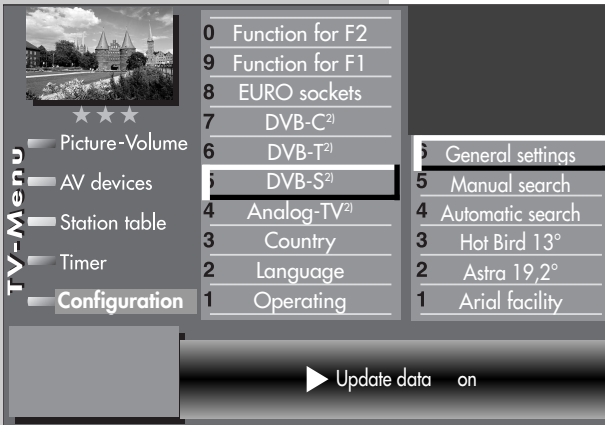 TV-Menu
Picture-Volume
AV devices
Station table
Timer
Configuration
0 Function for F2
9 Function for F1
8 EURO sockets
7 DVB-C²⁾
6 DVB-T²⁾
5 DVB-S²⁾
4 Analog-TV²⁾
3 Country
2 Language
1 Operating
6 General settings
5 Manual search
4 Automatic search
3 Hot Bird 13°
2 Astra 19,2°
1 Arial facility
Update data on